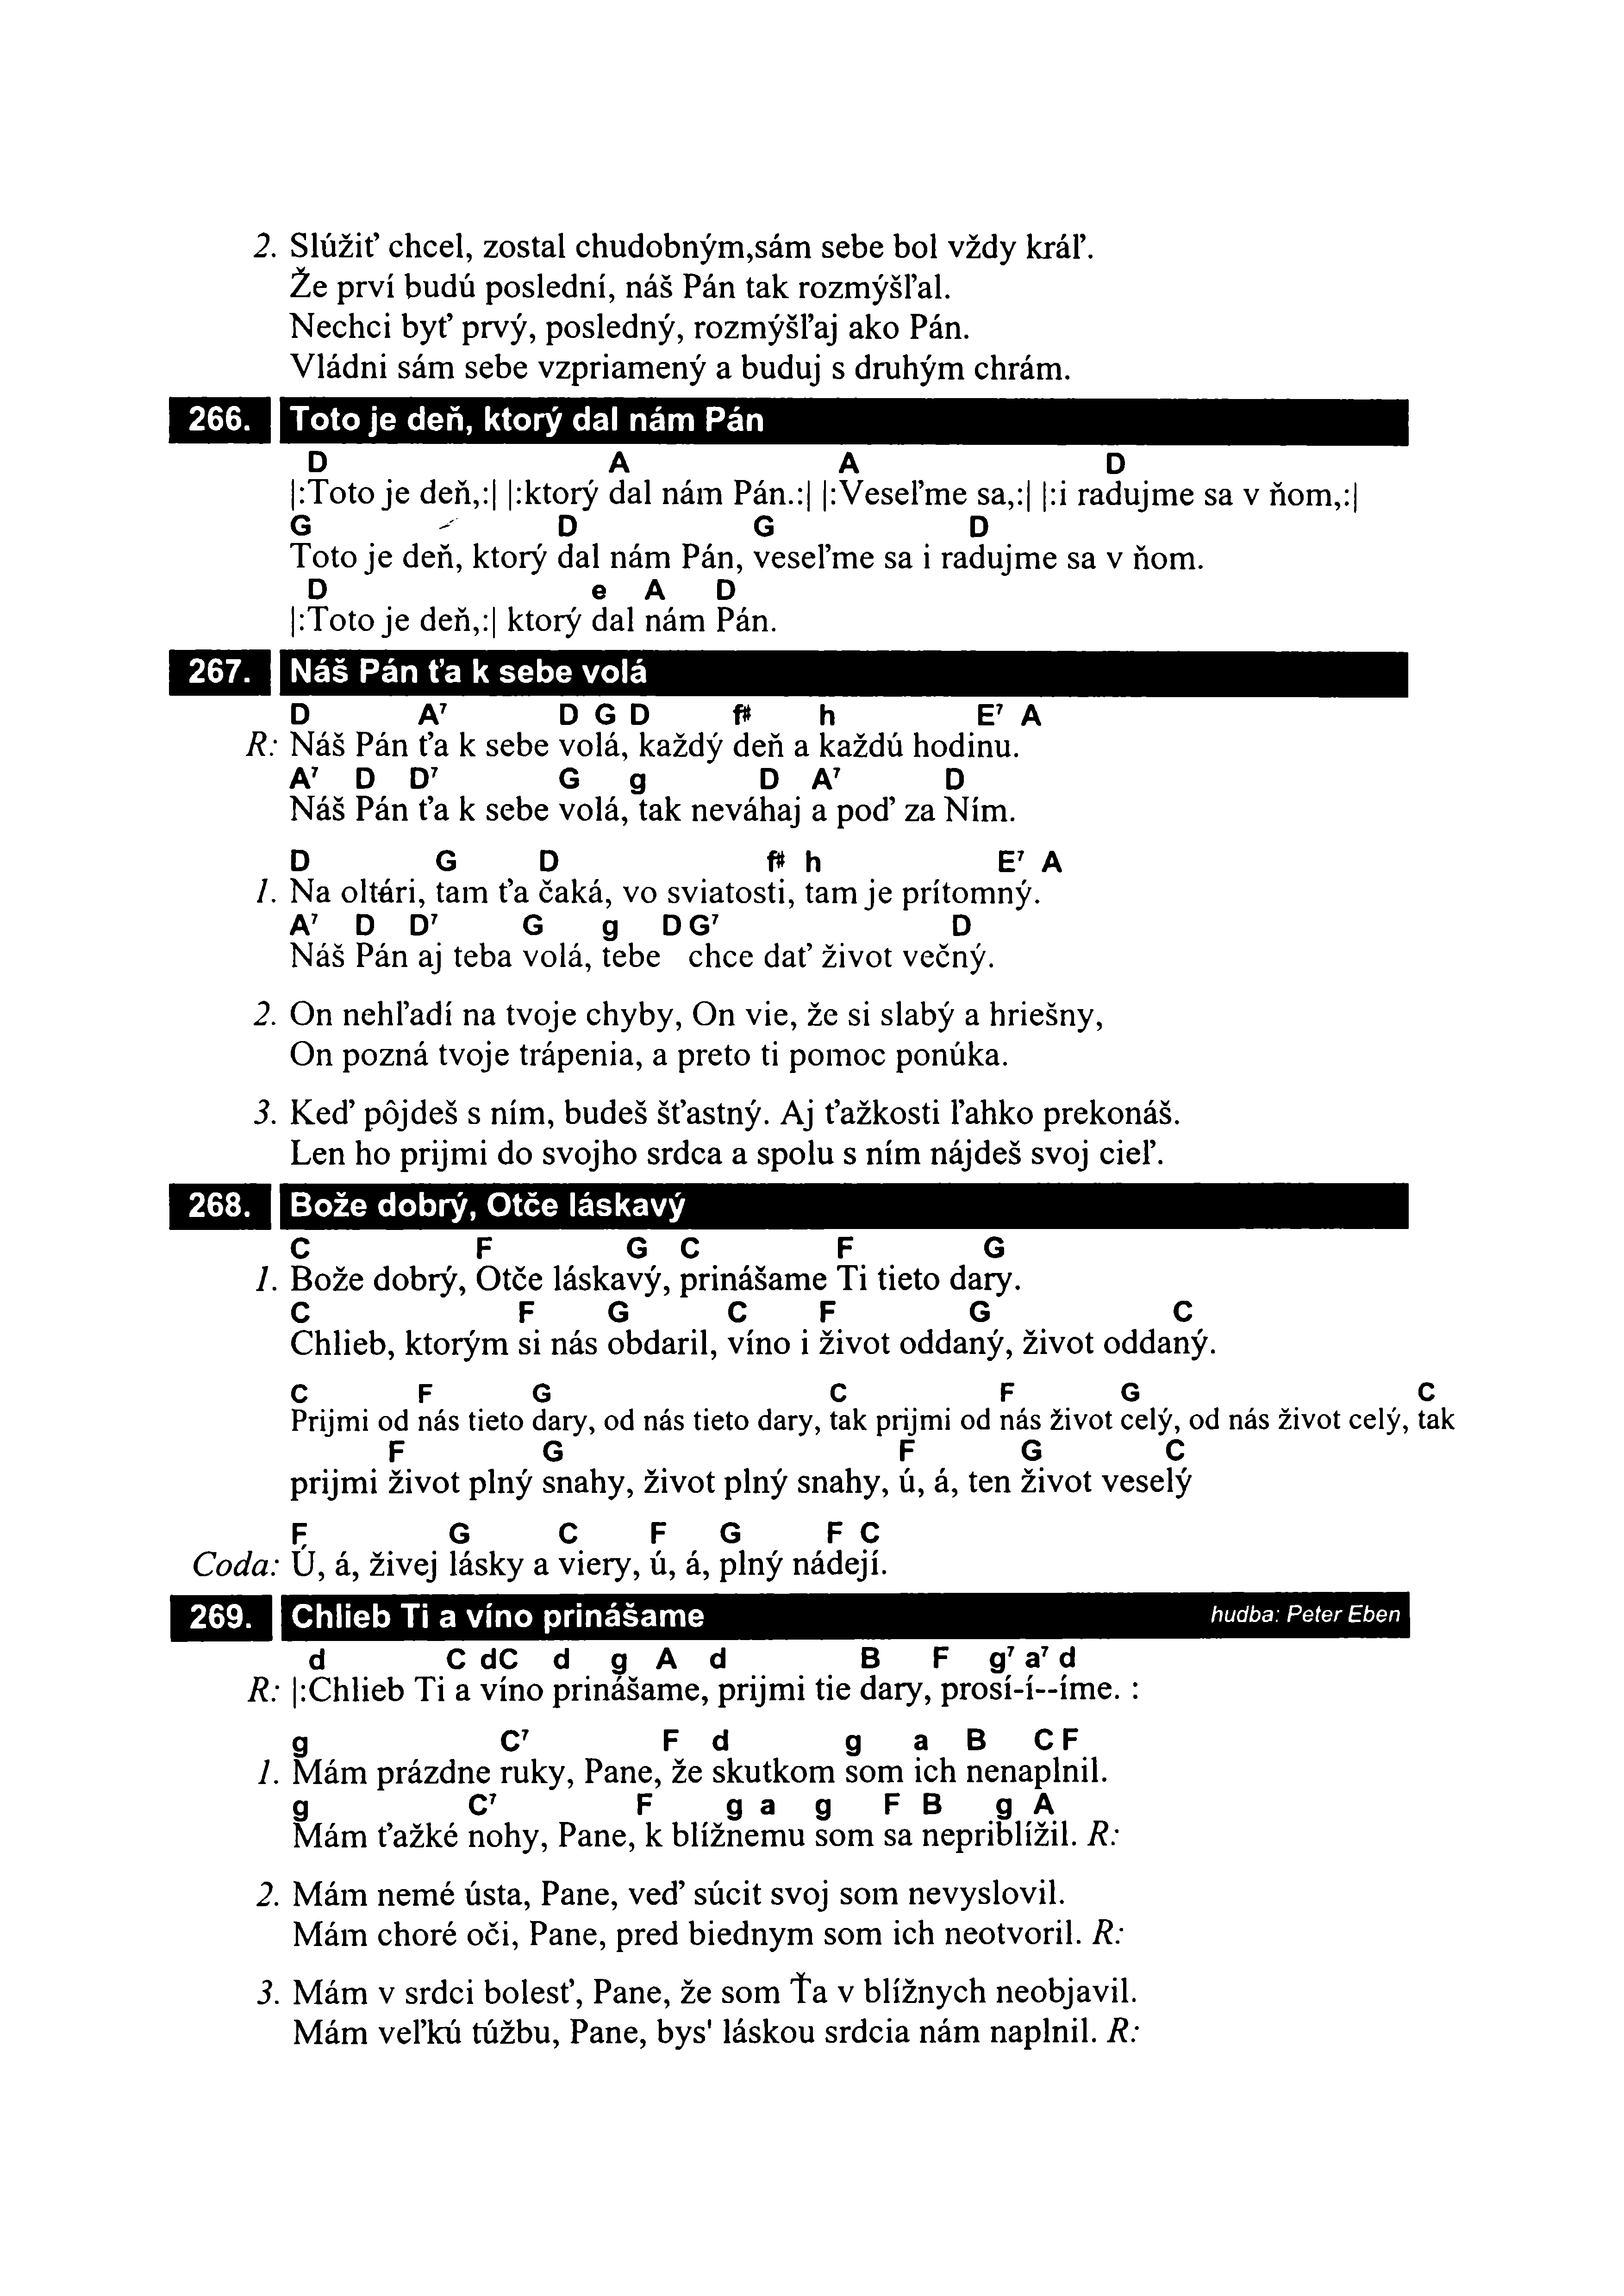 2. Slúžiť chcel, zostal chudobným,sám sebe bol vždy kráľ.
Že prví budú poslední, náš Pán tak rozmýšľal.
Nechci byť prvý, posledný, rozmýšľaj ako Pán.
Vládni sám sebe vzpriamený a buduj s druhým chrám.
266. Toto je deň, ktorý dal nám Pán
D A A D
|:Toto je deň,:| |:ktorý dal nám Pán.:| |:Veseľme sa,:| |:i radujme sa v ňom,:|
G D G D
Toto je deň, ktorý dal nám Pán, veseľme sa i radujme sa v ňom.
D e A D
|:Toto je deň,:| ktorý dal nám Pán.
267. Náš Pán ťa k sebe volá
D A7 D G D f# h E7 A
R: Náš Pán ťa k sebe volá, každý deň a každú hodinu.
A7 D D7 G g D A7 D
Náš Pán ťa k sebe volá, tak neváhaj a poď za Ním.
D G D f# h E7 A
1. Na oltári, tam ťa čaká, vo sviatosti, tam je prítomný.
A7 D D7 G g D G7 D
Náš Pán aj teba volá, tebe chce dať život večný.
2. On nehľadí na tvoje chyby, On vie, že si slabý a hriešny,
On pozná tvoje trápenia, a preto ti pomoc ponúka.
3. Keď pôjdeš s ním, budeš šťastný. Aj ťažkosti ľahko prekonáš.
Len ho prijmi do svojho srdca a spolu s ním nájdeš svoj cieľ.
268. Bože dobrý, Otče láskavý
C F G C F G
1. Bože dobrý, Otče láskavý, prinášame Ti tieto dary.
C F G C F G C
Chlieb, ktorým si nás obdaril, víno i život oddaný, život oddaný.
C F G C F G C
Prijmi od nás tieto dary, od nás tieto dary, tak prijmi od nás život celý, od nás život celý, tak
F G F G C
prijmi život plný snahy, život plný snahy, ú, á, ten život veselý
F G C F G F C
Coda: Ú, á, živej lásky a viery, ú, á, plný nádejí.
269. Chlieb Ti a víno prinášame hudba: Peter Eben
d C dC d g A d B F g7 a7 d
R: |:Chlieb Ti a víno prinášame, prijmi tie dary, prosí-í--íme. :
g C7 F d g a B C F
1. Mám prázdne ruky, Pane, že skutkom som ich nenaplnil.
g C7 F g a g F B g A
Mám ťažké nohy, Pane, k blížnemu som sa nepriblížil. R:
2. Mám nemé ústa, Pane, veď súcit svoj som nevyslovil.
Mám choré oči, Pane, pred biednym som ich neotvoril. R:
3. Mám v srdci bolesť, Pane, že som Ťa v blížnych neobjavil.
Mám veľkú túžbu, Pane, bys' láskou srdcia nám naplnil. R: